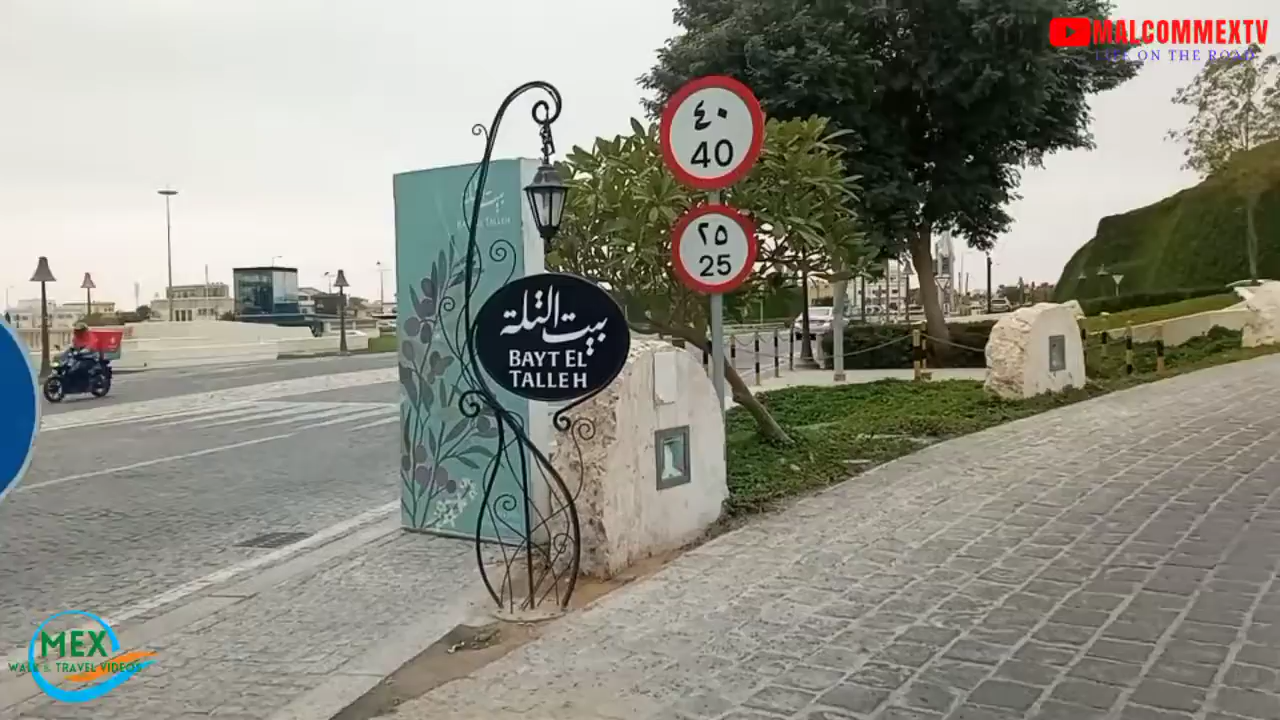 MALCOMMEXTV
LIFE ON THE ROAD
٤٠
40
٢٥
25
BAYT EL TALLEH
بيت التلة
BAYT EL
TALLEH
MEX
WALK & TRAVEL VIDEOS